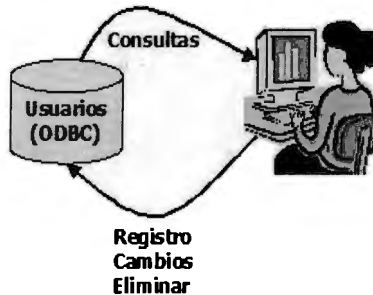 Consultas
Usuarios
(ODBC)
Registro
Cambios
Eliminar